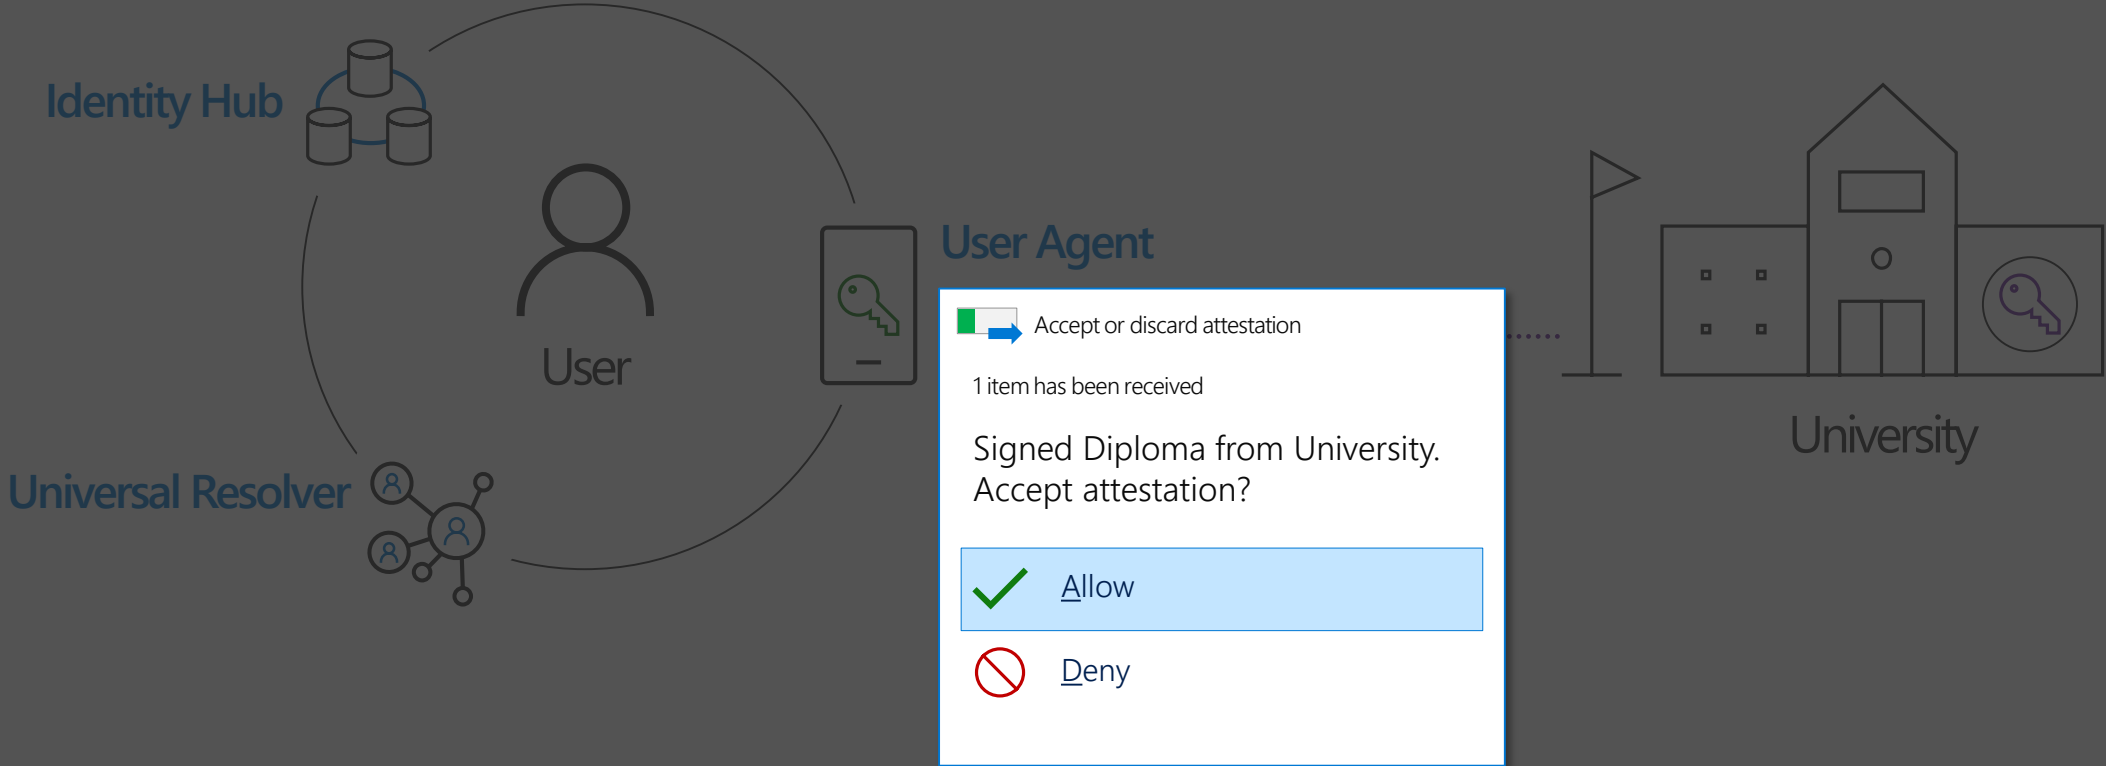 Identity Hub
User
Universal Resolver
User Agent
Accept or discard attestation
1 item has been received
Signed Diploma from University.
Accept attestation?
Allow
Deny
University